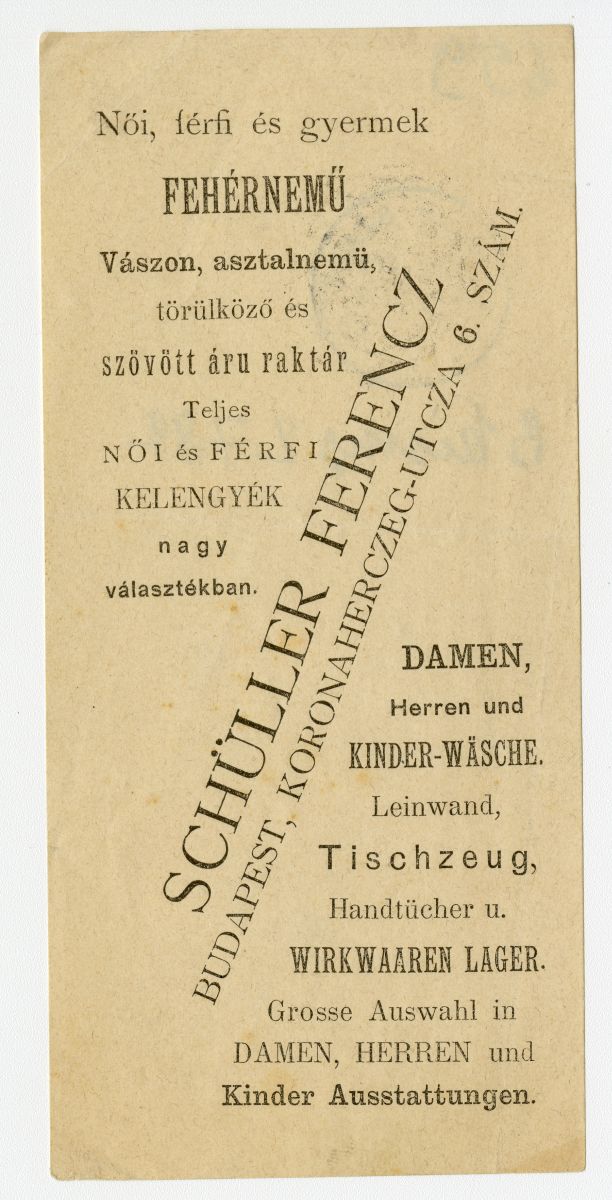 Női, férfi és gyermek
FEHÉRNEMŰ
Vászon, asztalnemü,
törülköző és
szövött áru raktár
Teljes
NŐI és FÉRFI
KELENGYÉK
nagy
választékban.
SCHÜLLER FERENCZ
BUDAPEST, KORONAHERCZEG-UTCZA 6. SZÁM.
DAMEN,
Herren und
KINDER-WÄSCHE.
Leinwand,
Tischzeug,
Handtücher u.
WIRKWAAREN LAGER.
Grosse Auswahl in
DAMEN, HERREN und
Kinder Ausstattungen.